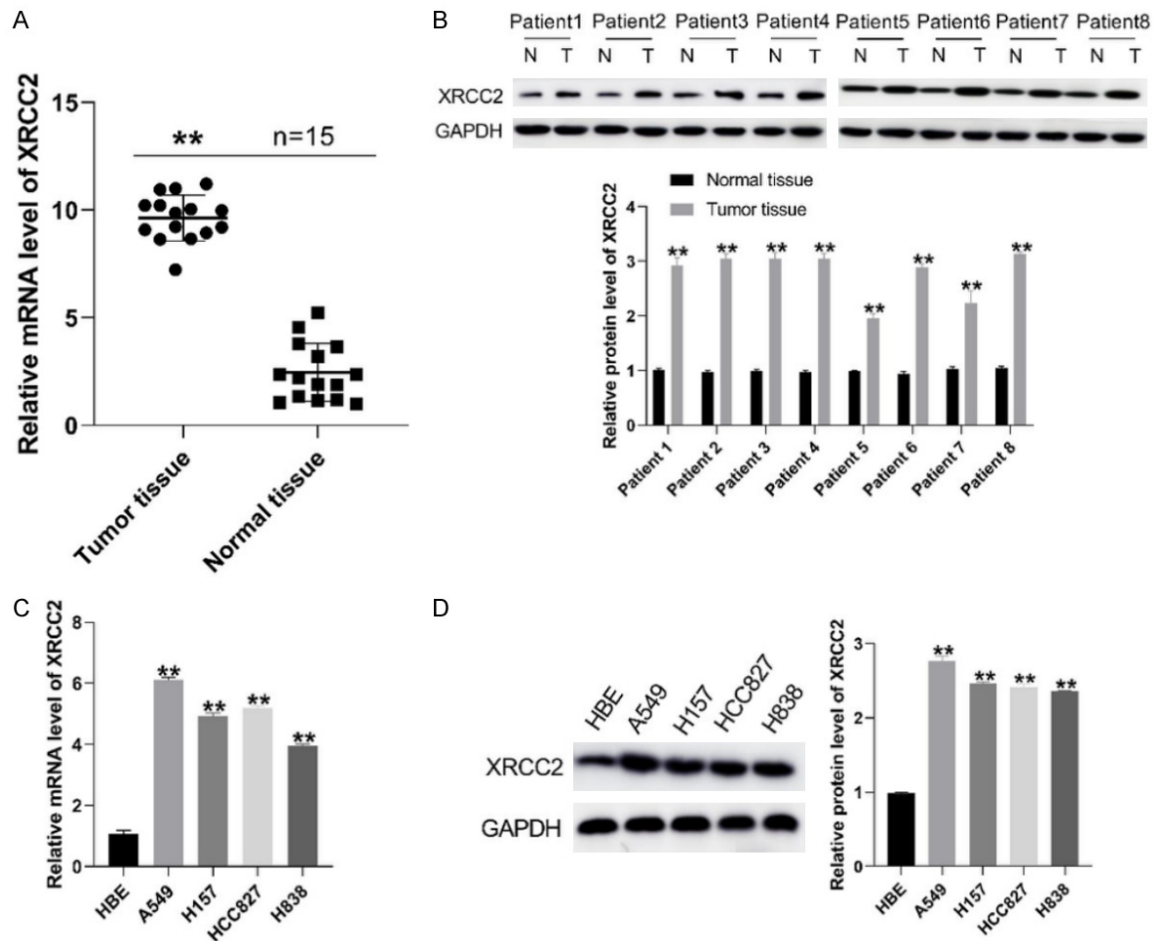 A
Relative mRNA level of XRCC2
15
10
5
0
** n=15
Tumor tissue
Normal tissue
B
Patient1 Patient2 Patient3 Patient4 Patient5 Patient6 Patient7 Patient8
N T N T N T N T N T N T N T N T
XRCC2
GAPDH
Normal tissue
Tumor tissue
Relative protein level of XRCC2
4
3
2
1
0
** ** ** ** ** ** ** **
Patient 1
Patient 2
Patient 3
Patient 4
Patient 5
Patient 6
Patient 7
Patient 8
C
Relative mRNA level of XRCC2
8
6
4
2
0
** ** ** **
HBE
A549
H157
HCC827
H838
D
HBE
A549
H157
HCC827
H838
XRCC2
GAPDH
Relative protein level of XRCC2
3
2
1
0
** ** ** **
HBE
A549
H157
HCC827
H838